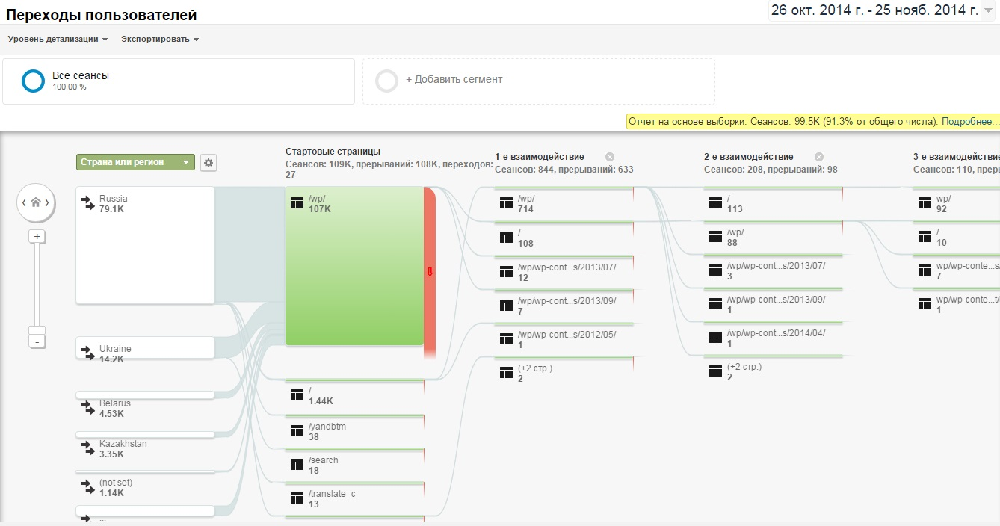 Переходы пользователей
26 окт. 2014 г. - 25 нояб. 2014 г.
Уровень детализации Экспортировать
Все сеансы
100,00 %
+ Добавить сегмент
Отчет на основе выборки. Сеансов: 99.5K (91.3% от общего числа). Подробнее...
Страна или регион
Russia
79.1K
Ukraine
14.2K
Belarus
4.53K
Kazakhstan
3.35K
(not set)
1.14K
...
Стартовые страницы
Сеансов: 109K, прерываний: 108K, переходов:
27
/wp/
107K
/
1.44K
/yandbtm
38
/search
18
/translate_c
13
1-е взаимодействие
Сеансов: 844, прерываний: 633
/wp/
714
/
108
/wp/wp-cont...s/2013/07/
12
/wp/wp-cont...s/2013/09/
7
/wp/wp-cont...s/2012/05/
1
(+2 стр.)
2
2-е взаимодействие
Сеансов: 208, прерываний: 98
/
113
/wp/
88
/wp/wp-cont...s/2013/07/
3
/wp/wp-cont...s/2013/09/
1
/wp/wp-cont...s/2014/04/
1
(+2 стр.)
2
3-е взаимодействие
Сеансов: 110, прер
wp/
92
/
10
wp/wp-conte...s
7
wp/wp-conte...t/
1
+
-